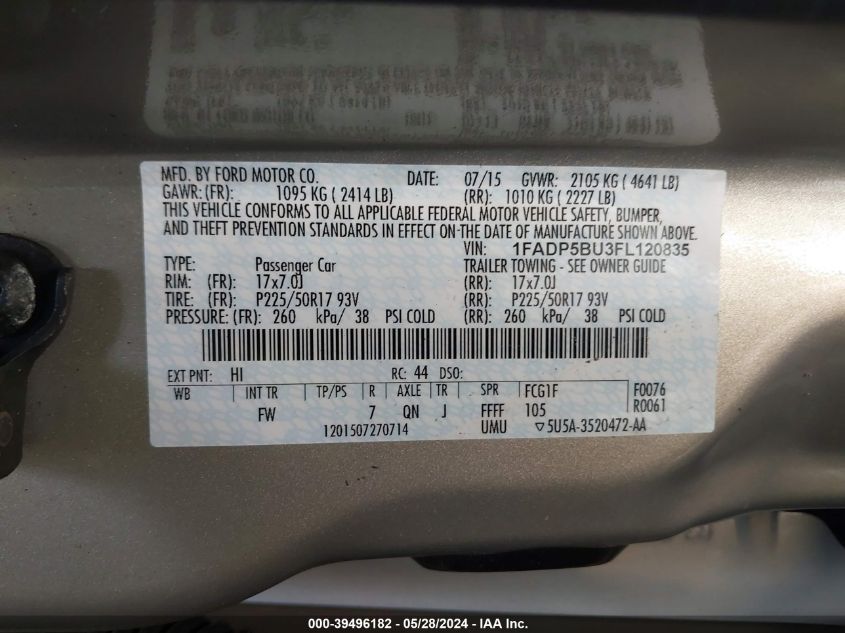 MFD. BY FORD MOTOR CO. DATE: 07/15 GVWR: 2105 KG ( 4641 LB)
GAWR: (FR): 1095 KG ( 2414 LB) (RR): 1010 KG ( 2227 LB)
THIS VEHICLE CONFORMS TO ALL APPLICABLE FEDERAL MOTOR VEHICLE SAFETY, BUMPER,
AND THEFT PREVENTION STANDARDS IN EFFECT ON THE DATE OF MANUFACTURE SHOWN ABOVE.
VIN: 1FADP5BU3FL120835
TYPE: Passenger Car TRAILER TOWING - SEE OWNER GUIDE
RIM: (FR): 17x7.0J (RR): 17x7.0J
TIRE: (FR): P225/50R17 93V (RR): P225/50R17 93V
PRESSURE: (FR): 260 kPa/ 38 PSI COLD (RR): 260 kPa/ 38 PSI COLD
EXT PNT: HI RC: 44 DSO:
WB INT TR TP/PS R AXLE TR SPR FCG1F F0076
FW 7 QN J FFFF 105 R0061
1201507270714 UMU ▽5U5A-3520472-AA
000-39496182 / 05/28/2024 - IAA Inc.